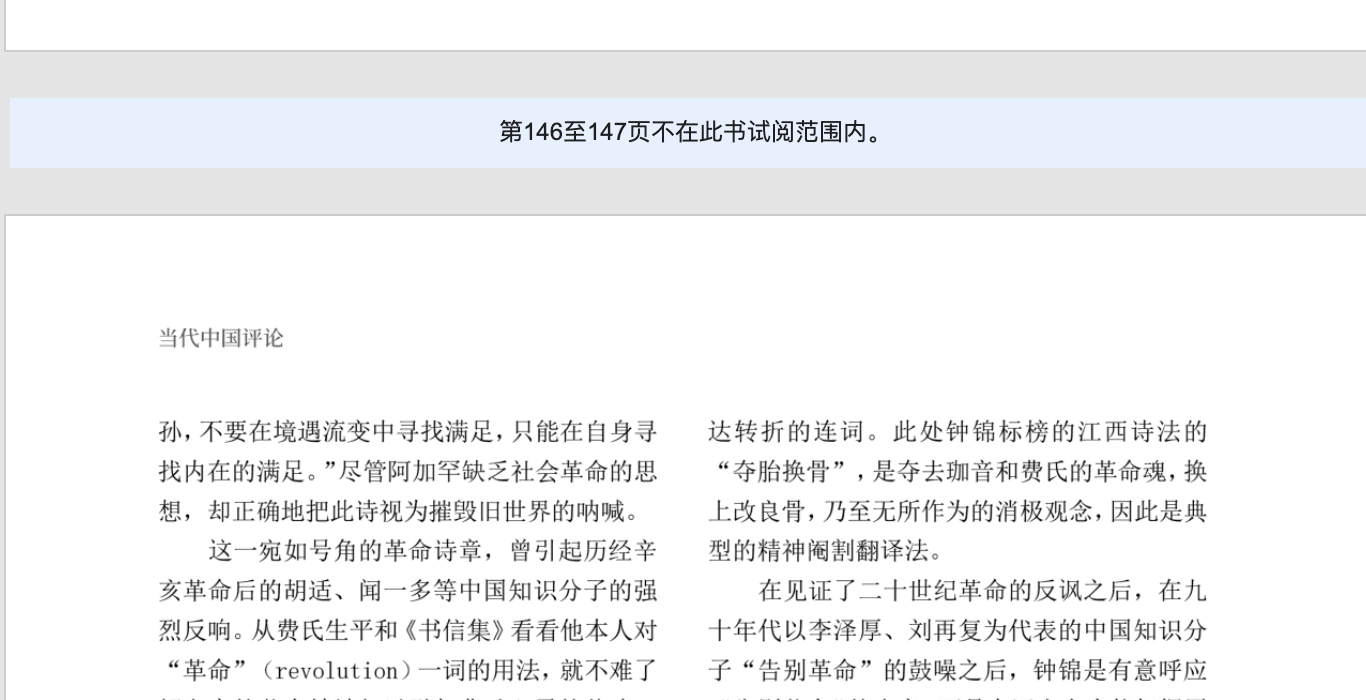 第146至147页不在此书试阅范围内。
当代中国评论
孙，不要在境遇流变中寻找满足，只能在自身寻
找内在的满足。”尽管阿加罕缺乏社会革命的思
想，却正确地把此诗视为摧毁旧世界的呐喊。
这一宛如号角的革命诗章，曾引起历经辛
亥革命后的胡适、闻一多等中国知识分子的强
烈反响。从费氏生平和《书信集》看看他本人对
“革命”（revolution）一词的用法，就不难了
达转折的连词。此处钟锦标榜的江西诗法的
“夺胎换骨”，是夺去珈音和费氏的革命魂，换
上改良骨，乃至无所作为的消极观念，因此是典
型的精神阉割翻译法。
在见证了二十世纪革命的反讽之后，在九
十年代以李泽厚、刘再复为代表的中国知识分
子“告别革命”的鼓噪之后，钟锦是有意呼应